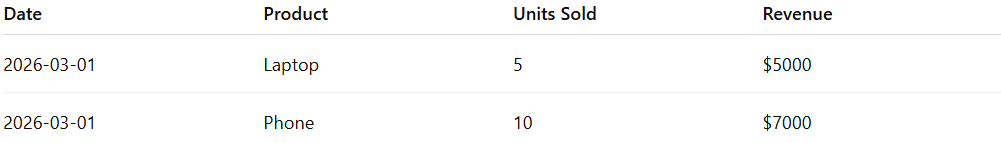 Date Product Units Sold Revenue
2026-03-01 Laptop 5 $5000
2026-03-01 Phone 10 $7000